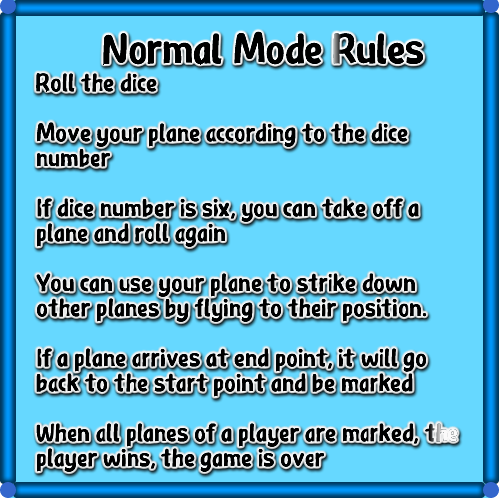 Normal Mode Rules
Roll the dice
Move your plane according to the dice
number
If dice number is six, you can take off a
plane and roll again
You can use your plane to strike down
other planes by flying to their position.
If a plane arrives at end point, it will go
back to the start point and be marked
When all planes of a player are marked, the
player wins, the game is over